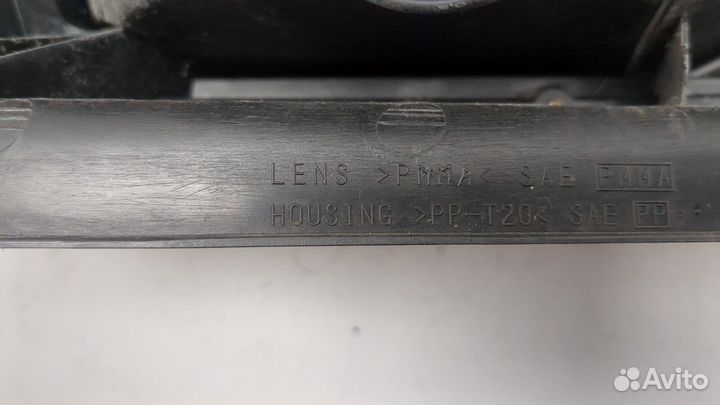 LENS >PMMA< SAE PMMA
HOUSING >PP-T20< SAE PP
Avito